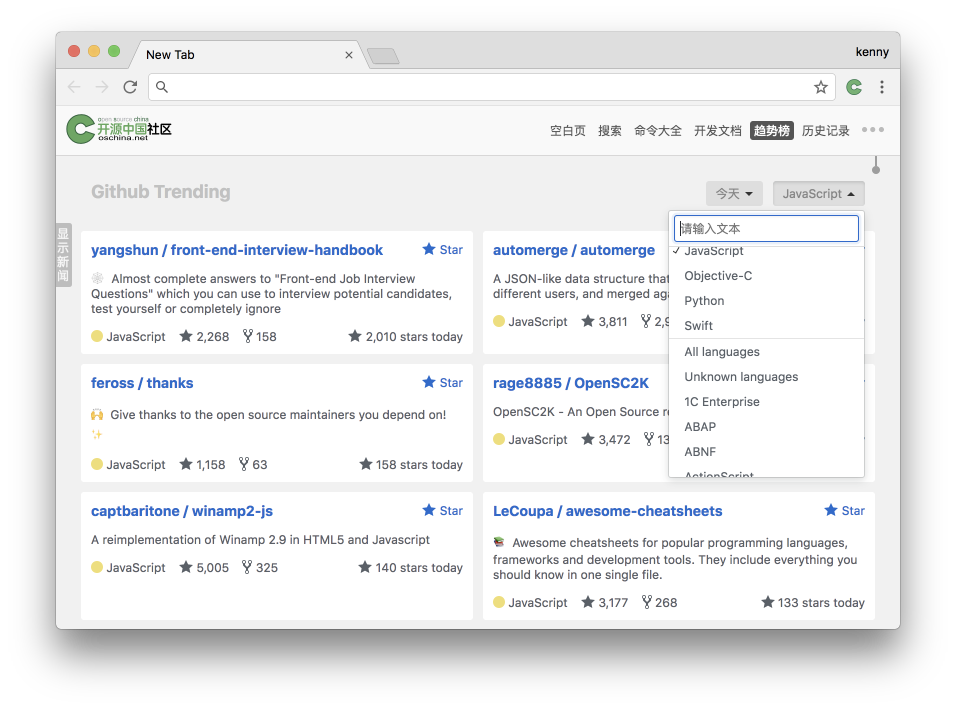 New Tab
kenny
open source china
开源中国社区
oschina.net
空白页 搜索 命令大全 开发文档 趋势榜 历史记录
Github Trending
今天
JavaScript
显示新闻
请输入文本
JavaScript
Objective-C
Python
Swift
All languages
Unknown languages
1C Enterprise
ABAP
ABNF
ActionScript
yangshun / front-end-interview-handbook
Star
Almost complete answers to "Front-end Job Interview
Questions" which you can use to interview potential candidates,
test yourself or completely ignore
JavaScript 2,268 158 2,010 stars today
automerge / automerge
A JSON-like data structure that
different users, and merged
JavaScript 3,811
feross / thanks
Star
Give thanks to the open source maintainers you depend on!
JavaScript 1,158 63 158 stars today
rage8885 / OpenSC2K
OpenSC2K - An Open Source
JavaScript 3,472
captbaritone / winamp2-js
Star
A reimplementation of Winamp 2.9 in HTML5 and Javascript
JavaScript 5,005 325 140 stars today
LeCoupa / awesome-cheatsheets
Star
Awesome cheatsheets for popular programming languages,
frameworks and development tools. They include everything you
should know in one single file.
JavaScript 3,177 268 133 stars today